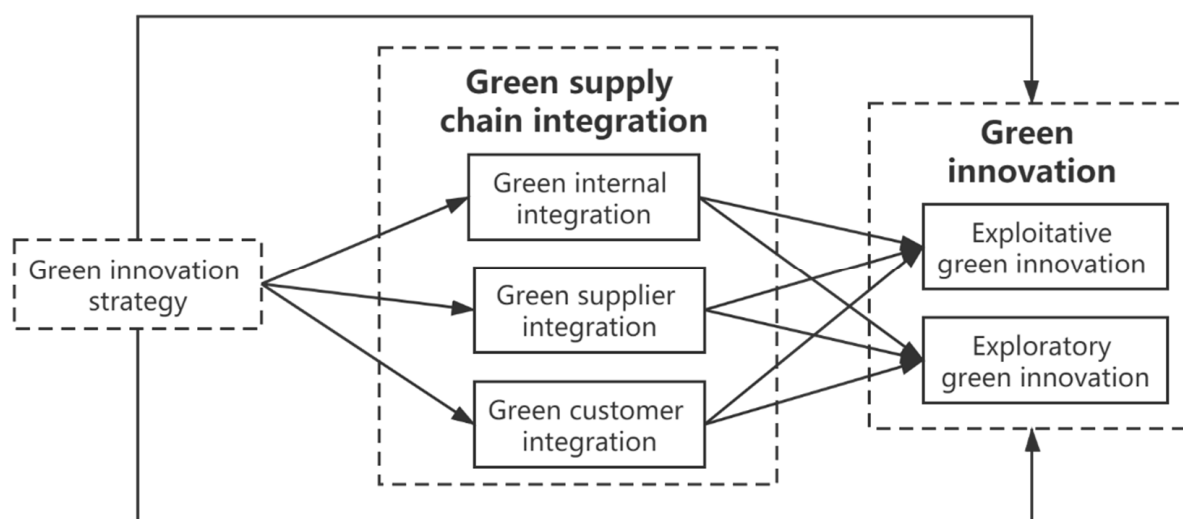 Green supply
chain integration
Green
innovation
Green internal
integration
Exploitative
green innovation
Green innovation
strategy
Green supplier
integration
Exploratory
green innovation
Green customer
integration